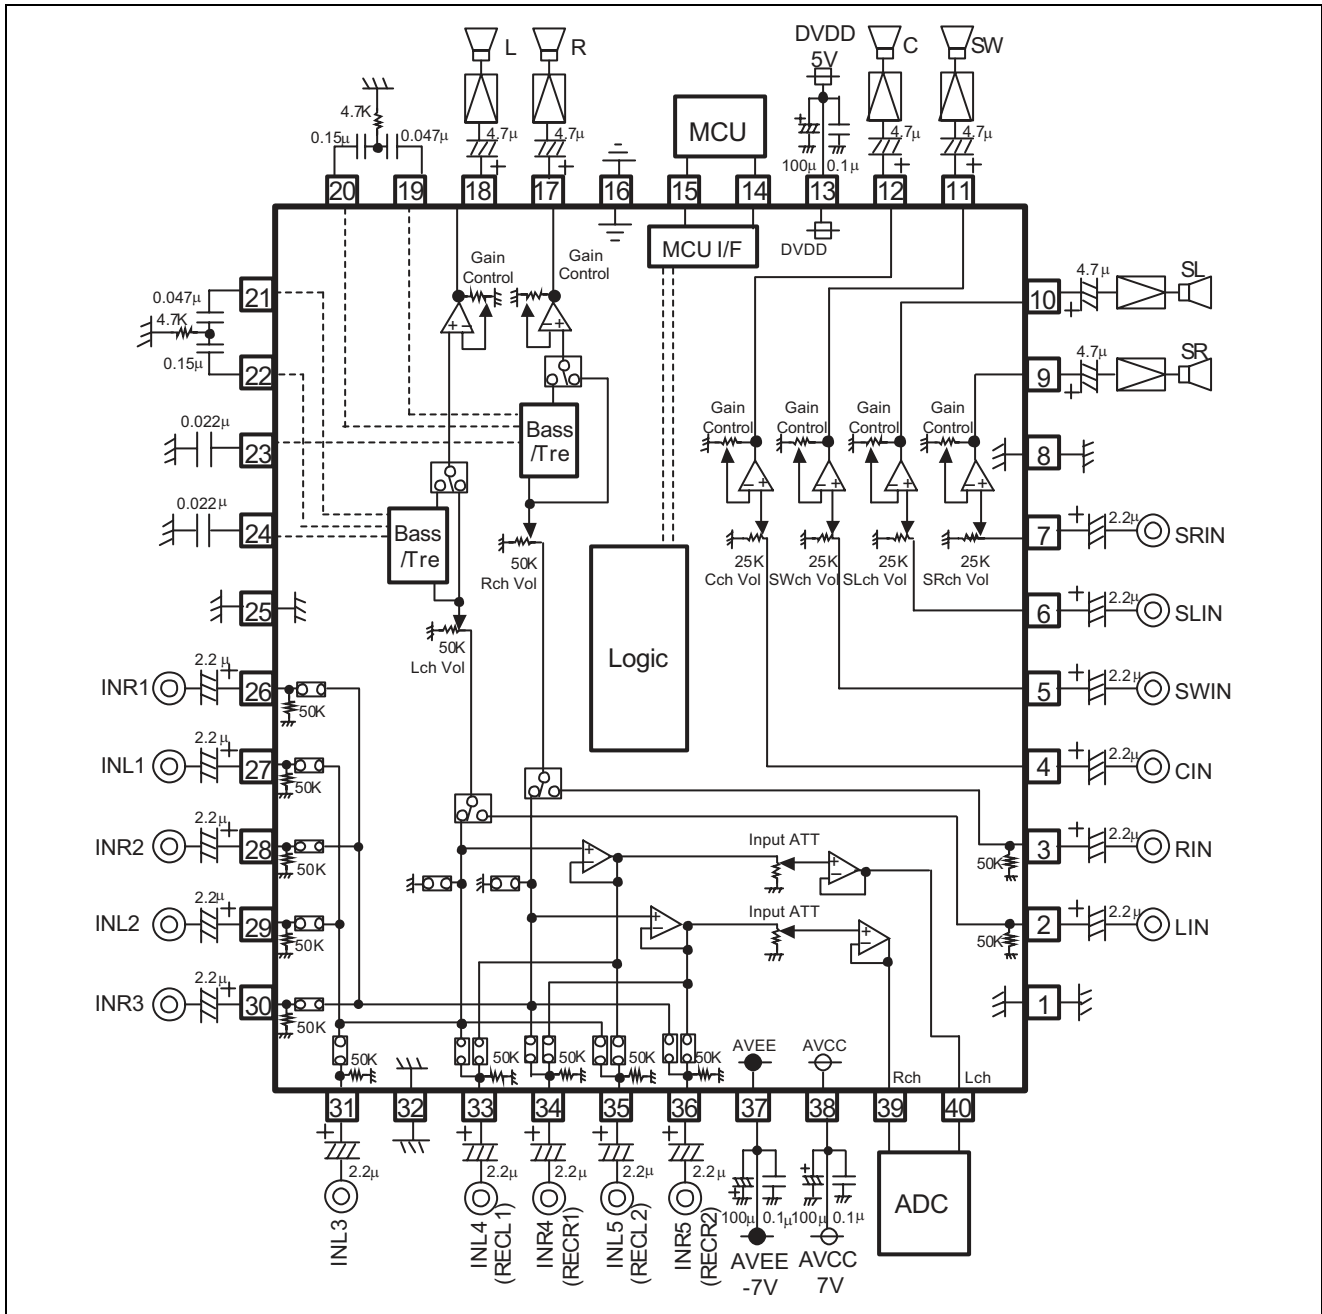 L
R
DVDD
5V
C
SW
4.7K
0.15µ
0.047µ
4.7µ
4.7µ
MCU
100µ
0.1µ
4.7µ
4.7µ
20
19
18
17
16
15
14
13
12
11
MCU I/F
DVDD
Gain
Control
Gain
Control
21
0.047µ
4.7K
0.15µ
22
10
4.7µ
SL
9
4.7µ
SR
Gain
Control
Gain
Control
Gain
Control
Gain
Control
Bass
/Tre
0.022µ
23
8
0.022µ
24
Bass
/Tre
50K
Rch Vol
25K
Cch Vol
25K
SWch Vol
25K
SLch Vol
25K
SRch Vol
7
2.2µ
SRIN
25
6
2.2µ
SLIN
50K
Lch Vol
Logic
INR1
2.2µ
26
50K
5
2.2µ
SWIN
INL1
2.2µ
27
50K
4
2.2µ
CIN
INR2
2.2µ
28
50K
Input ATT
50K
3
2.2µ
RIN
INL2
2.2µ
29
50K
Input ATT
50K
2
2.2µ
LIN
INR3
2.2µ
30
50K
1
50K
50K
50K
50K
50K
AVEE
AVCC
Rch
Lch
31
32
33
34
35
36
37
38
39
40
2.2µ
2.2µ
2.2µ
2.2µ
2.2µ
100µ
0.1µ
100µ
0.1µ
ADC
INL3
INL4
(RECL1)
INR4
(RECR1)
INL5
(RECL2)
INR5
(RECR2)
AVEE
-7V
AVCC
7V